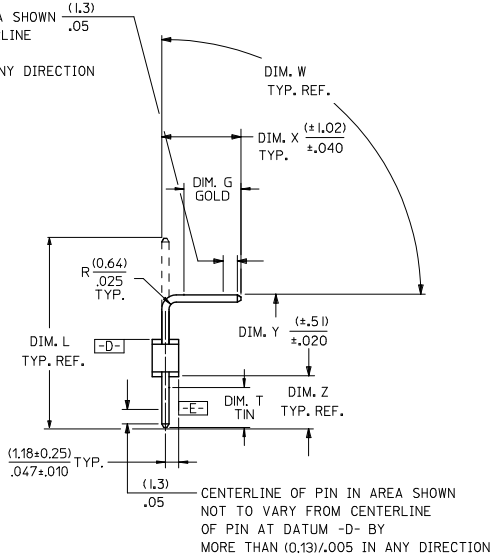 A SHOWN (1.3)
.05
RLINE
NY DIRECTION
DIM. W
TYP. REF.
DIM. X (±1.02)
±.040
TYP.
DIM. G
GOLD
R (0.64)
.025
TYP.
DIM. Y (±.51)
±.020
DIM. L
TYP. REF.
-D-
DIM. T
TIN
DIM. Z
TYP. REF.
-E-
(1.18±0.25) TYP.
.047±.010
(1.3)
.05
CENTERLINE OF PIN IN AREA SHOWN
NOT TO VARY FROM CENTERLINE
OF PIN AT DATUM -D- BY
MORE THAN (0.13)/.005 IN ANY DIRECTION